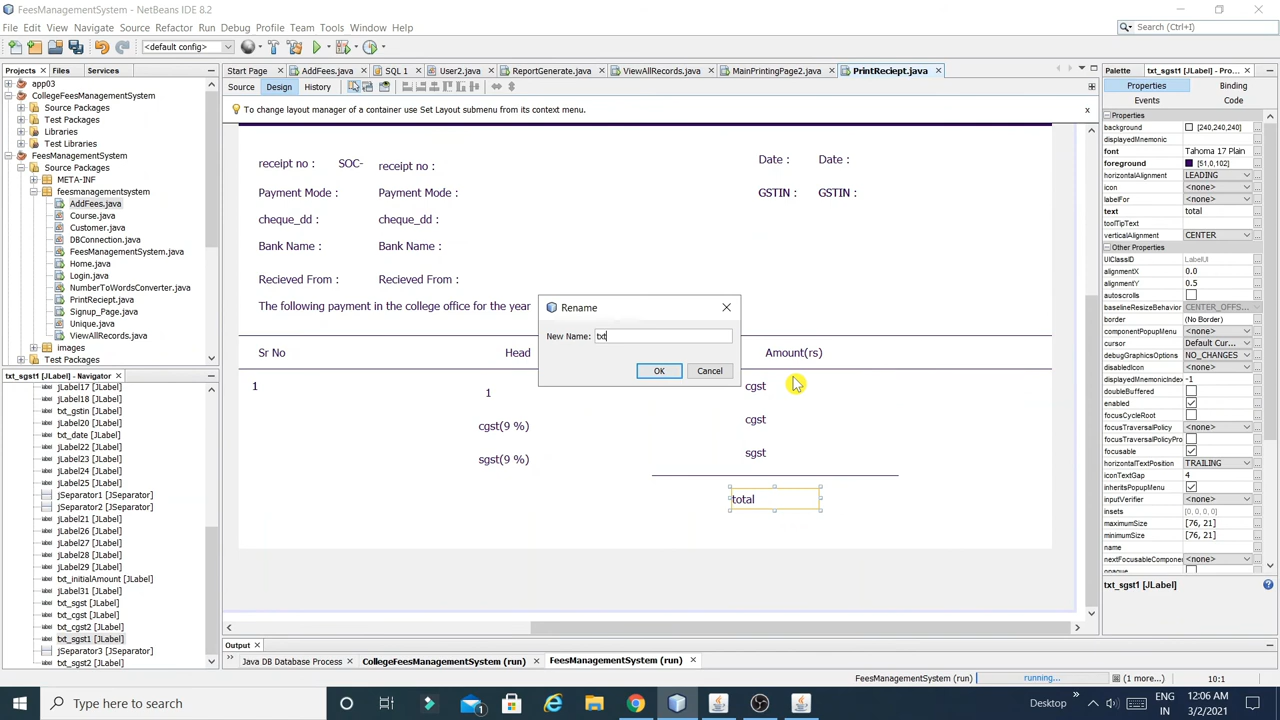 FeesManagementSystem - NetBeans IDE 8.2
File Edit View Navigate Source Refactor Run Debug Profile Team Tools Window Help
Search (Ctrl+I)
<default config>
Projects Files Services
Start Page AddFees.java SQL 1 User2.java ReportGenerate.java ViewAllRecords.java MainPrintingPage2.java PrintReciept.java
Source Design History
To change layout manager of a container use Set Layout submenu from its context menu.
app03
CollegeFeesManagementSystem
Source Packages
Test Packages
Libraries
Test Libraries
FeesManagementSystem
Source Packages
META-INF
feesmanagementsystem
AddFees.java
Course.java
Customer.java
DBConnection.java
FeesManagementSystem.java
Home.java
Login.java
NumberToWordsConverter.java
PrintReciept.java
Signup_Page.java
Unique.java
ViewAllRecords.java
images
Test Packages
txt_sgst1 [JLabel] - Navigator
jLabel17 [JLabel]
jLabel18 [JLabel]
txt_gstin [JLabel]
jLabel20 [JLabel]
txt_date [JLabel]
jLabel22 [JLabel]
jLabel23 [JLabel]
jLabel24 [JLabel]
jLabel25 [JLabel]
jSeparator1 [JSeparator]
jSeparator2 [JSeparator]
jLabel21 [JLabel]
jLabel26 [JLabel]
jLabel27 [JLabel]
jLabel28 [JLabel]
jLabel29 [JLabel]
txt_initialAmount [JLabel]
jLabel31 [JLabel]
txt_sgst [JLabel]
txt_cgst [JLabel]
txt_cgst2 [JLabel]
txt_sgst1 [JLabel]
jSeparator3 [JSeparator]
txt_sgst2 [JLabel]
receipt no : SOC- receipt no : Date : Date :
Payment Mode : Payment Mode : GSTIN : GSTIN :
cheque_dd : cheque_dd :
Bank Name : Bank Name :
Recieved From : Recieved From :
The following payment in the college office for the year
Sr No Head Amount(rs)
1 1 cgst
cgst(9 %) cgst
sgst(9 %) sgst
total
Rename
New Name: txt
OK Cancel
Palette txt_sgst1 [JLabel] - Pro...
Properties Binding
Events Code
Properties
background [240,240,240]
displayedMnemonic
font Tahoma 17 Plain
foreground [51,0,102]
horizontalAlignment LEADING
icon <none>
labelFor <none>
text total
toolTipText
verticalAlignment CENTER
Other Properties
UIClassID LabelUI
alignmentX 0.0
alignmentY 0.5
autoscrolls
baselineResizeBehavior CENTER_OFFS...
border (No Border)
componentPopupMenu <none>
cursor Default Cur...
debugGraphicsOptions NO_CHANGES
disabledIcon <none>
displayedMnemonicIndex -1
doubleBuffered
enabled
focusCycleRoot
focusTraversalPolicy <none>
focusTraversalPolicyPro
focusable
horizontalTextPosition TRAILING
iconTextGap 4
inheritsPopupMenu
inputVerifier <none>
insets [0, 0, 0, 0]
maximumSize [76, 21]
minimumSize [76, 21]
name
nextFocusableComponen <none>
opaque
txt_sgst1 [JLabel]
Output
Java DB Database Process CollegeFeesManagementSystem (run) FeesManagementSystem (run)
FeesManagementSystem (run) running... (1 more...) 10:1
Type here to search
Desktop
ENG
IN
12:06 AM
3/2/2021